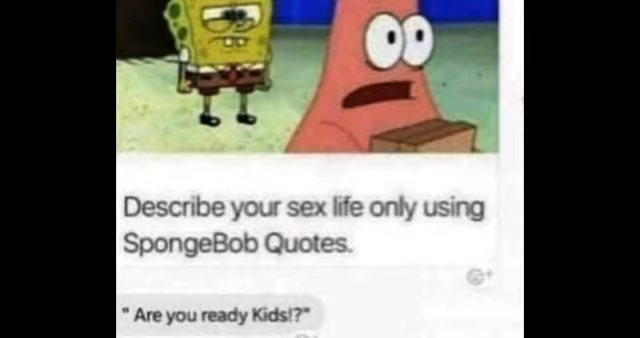 Describe your sex life only using
SpongeBob Quotes.
" Are you ready Kids!?"